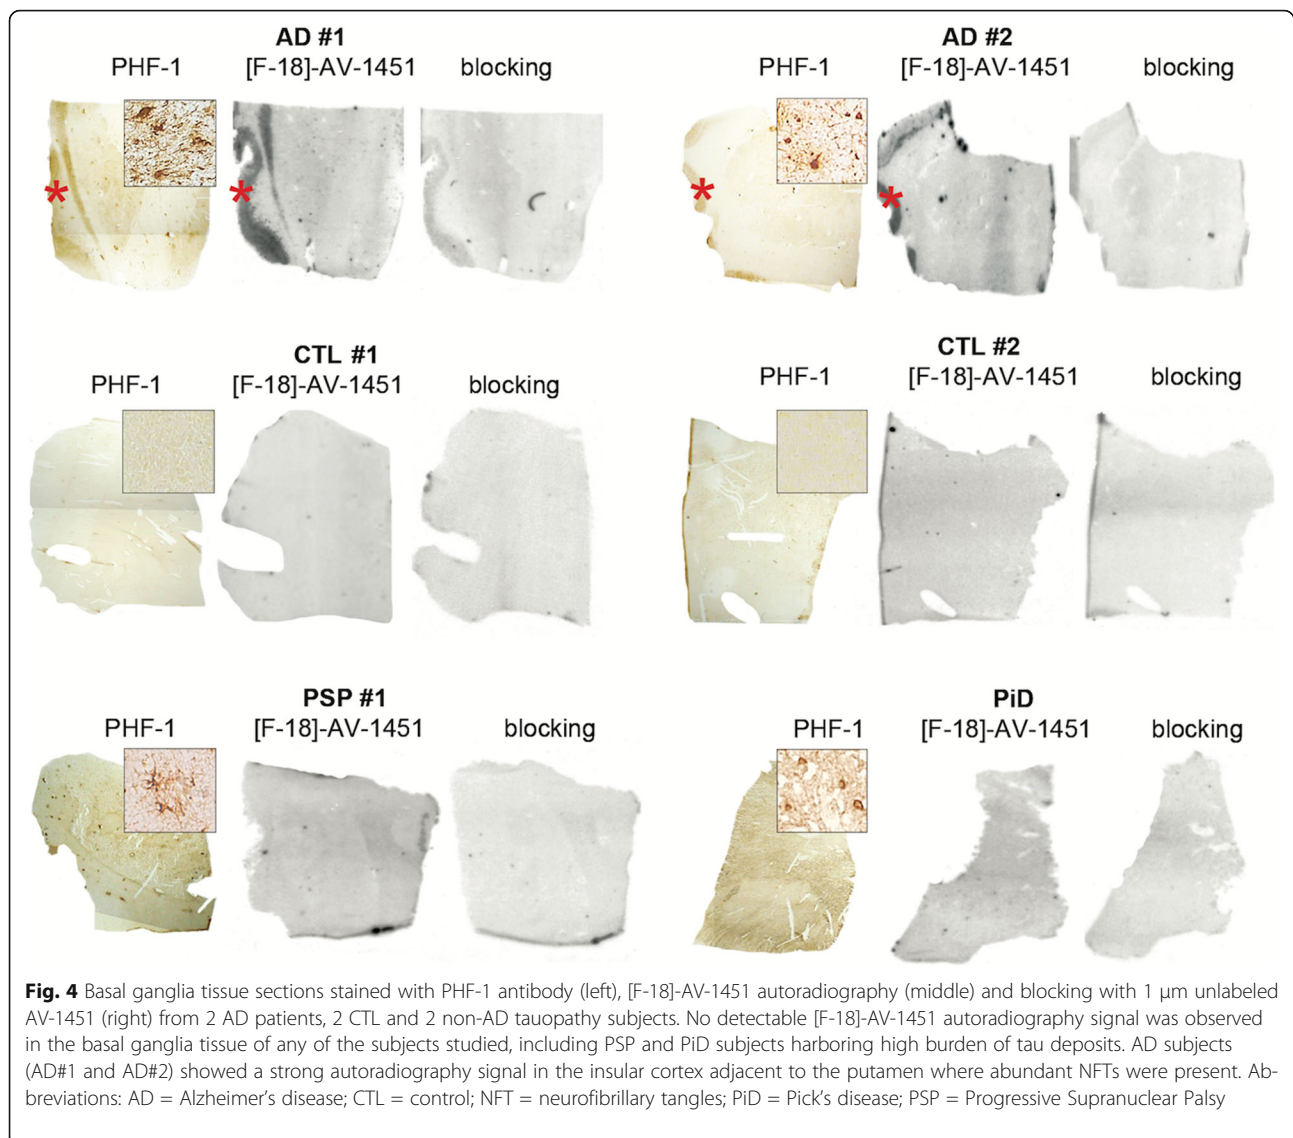 AD #1
PHF-1 [F-18]-AV-1451 blocking
AD #2
PHF-1 [F-18]-AV-1451 blocking
*
*
*
*
CTL #1
PHF-1 [F-18]-AV-1451 blocking
CTL #2
PHF-1 [F-18]-AV-1451 blocking
PSP #1
PHF-1 [F-18]-AV-1451 blocking
PiD
PHF-1 [F-18]-AV-1451 blocking
Fig. 4 Basal ganglia tissue sections stained with PHF-1 antibody (left), [F-18]-AV-1451 autoradiography (middle) and blocking with 1 μm unlabeled
AV-1451 (right) from 2 AD patients, 2 CTL and 2 non-AD tauopathy subjects. No detectable [F-18]-AV-1451 autoradiography signal was observed
in the basal ganglia tissue of any of the subjects studied, including PSP and PiD subjects harboring high burden of tau deposits. AD subjects
(AD#1 and AD#2) showed a strong autoradiography signal in the insular cortex adjacent to the putamen where abundant NFTs were present. Ab-
breviations: AD = Alzheimer's disease; CTL = control; NFT = neurofibrillary tangles; PiD = Pick's disease; PSP = Progressive Supranuclear Palsy